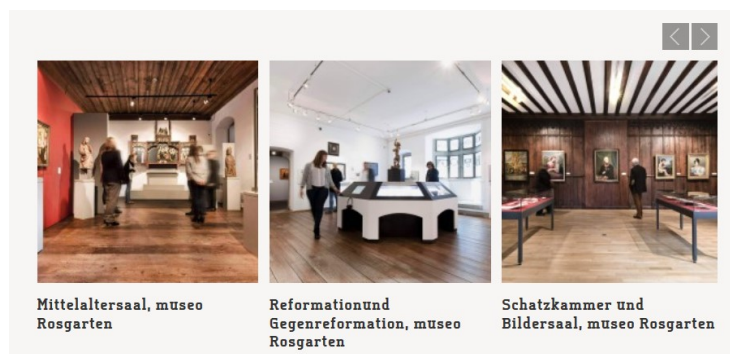 Mittelaltersaal, museo
Rosgarten
Reformationund
Gegenreformation, museo
Rosgarten
Schatzkammer und
Bildersaal, museo Rosgarten